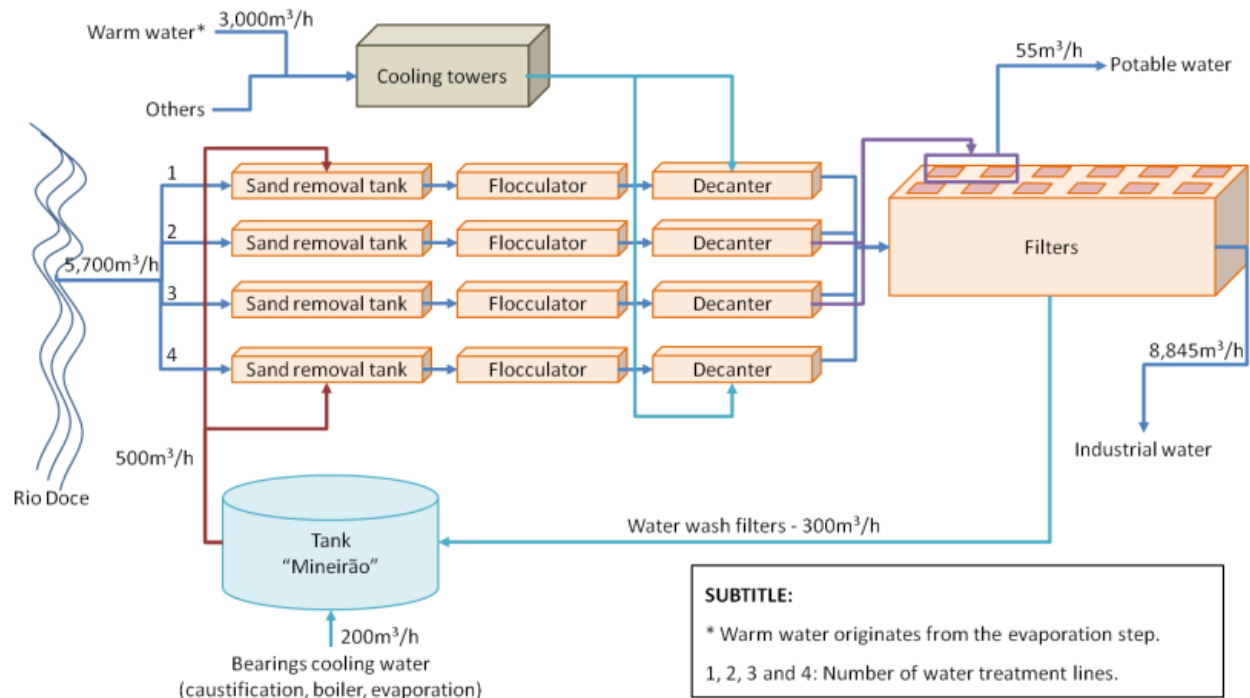 3,000m³/h
Warm water*
Cooling towers
Others
55m³/h
Potable water
1
Sand removal tank
Flocculator
Decanter
2
Sand removal tank
Flocculator
Decanter
Filters
5,700m³/h
3
Sand removal tank
Flocculator
Decanter
4
Sand removal tank
Flocculator
Decanter
8,845m³/h
Industrial water
500m³/h
Rio Doce
Water wash filters - 300m³/h
Tank
“Mineirão”
200m³/h
Bearings cooling water
(caustification, boiler, evaporation)
SUBTITLE:
* Warm water originates from the evaporation step.
1, 2, 3 and 4: Number of water treatment lines.